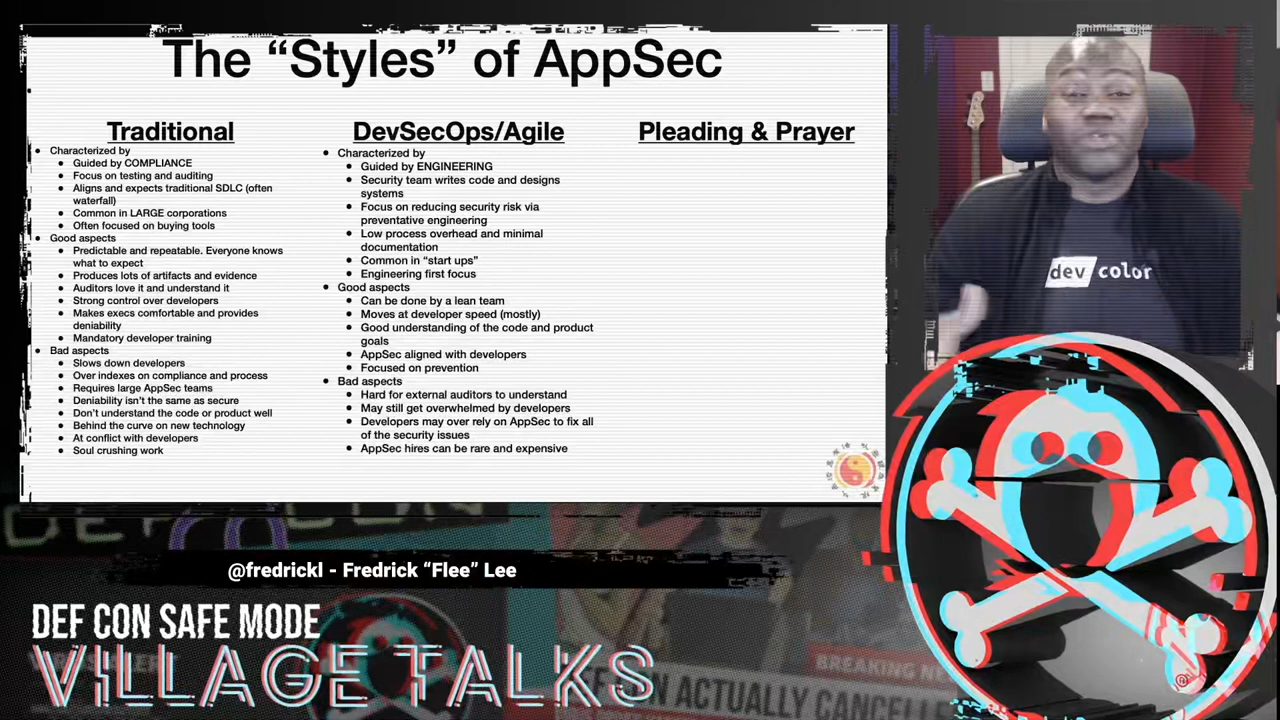 The “Styles” of AppSec
Traditional
Characterized by
Guided by COMPLIANCE
Focus on testing and auditing
Aligns and expects traditional SDLC (often
waterfall)
Common in LARGE corporations
Often focused on buying tools
Good aspects
Predictable and repeatable. Everyone knows
what to expect
Produces lots of artifacts and evidence
Auditors love it and understand it
Strong control over developers
Makes execs comfortable and provides
deniability
Mandatory developer training
Bad aspects
Slows down developers
Over indexes on compliance and process
Requires large AppSec teams
Deniability isn’t the same as secure
Don’t understand the code or product well
Behind the curve on new technology
At conflict with developers
Soul crushing work
DevSecOps/Agile
Characterized by
Guided by ENGINEERING
Security team writes code and designs
systems
Focus on reducing security risk via
preventative engineering
Low process overhead and minimal
documentation
Common in “start ups”
Engineering first focus
Good aspects
Can be done by a lean team
Moves at developer speed (mostly)
Good understanding of the code and product
goals
AppSec aligned with developers
Focused on prevention
Bad aspects
Hard for external auditors to understand
May still get overwhelmed by developers
Developers may over rely on AppSec to fix all
of the security issues
AppSec hires can be rare and expensive
Pleading & Prayer
dev/color
@fredrickl - Fredrick “Flee” Lee
DEF CON SAFE MODE
VILLAGE TALKS
DEF CON
BREAKING NE
DEF CON ACTUALLY CANCELLE